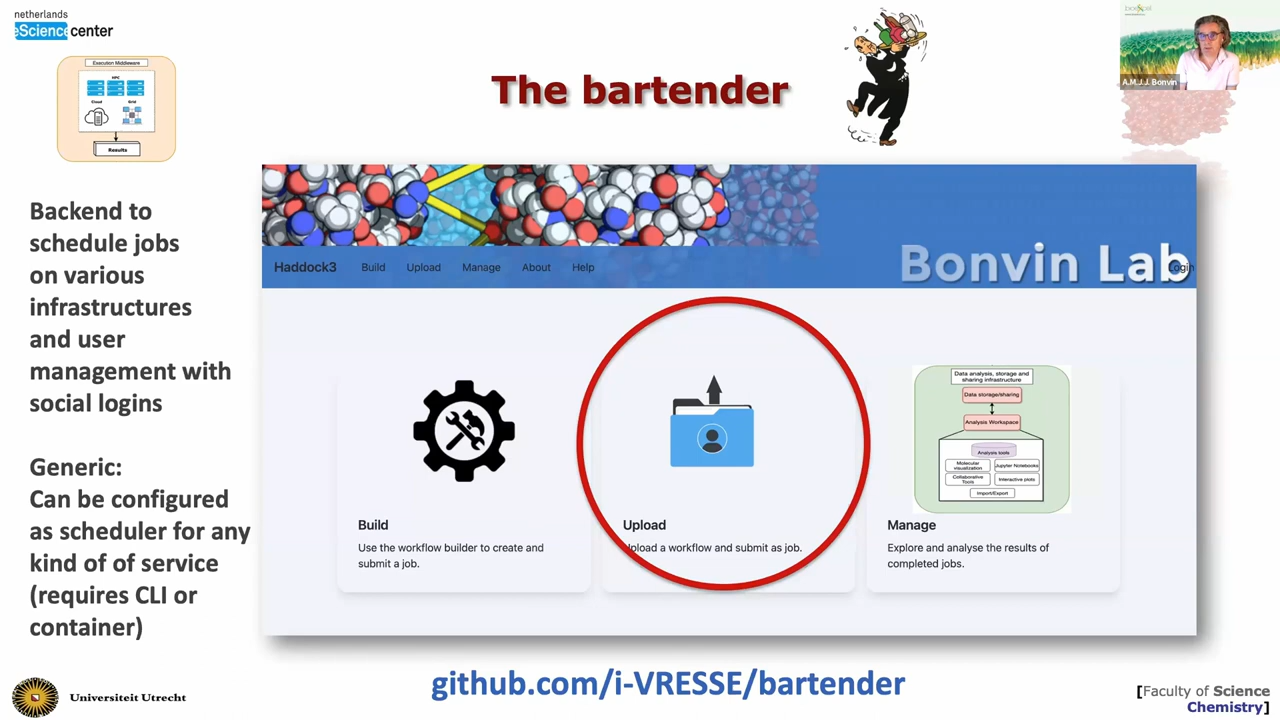 netherlands
eScience center
Execution Middleware
HPC
Cloud
Grid
Results
The bartender
A.M.J.J. Bonvin
Backend to
schedule jobs
on various
infrastructures
and user
management with
social logins
Generic:
Can be configured
as scheduler for any
kind of of service
(requires CLI or
container)
Bonvin Lab
Haddock3 Build Upload Manage About Help Login
Build
Use the workflow builder to create and
submit a job.
Upload
Upload a workflow and submit as job.
Data analysis, storage and
sharing infrastructure
Data storage/sharing
Analysis Workspace
Analysis tools
Molecular
visualization
Jupyter Notebooks
Collaborative
Tools
Interactive plots
Import/Export
Manage
Explore and analyse the results of
completed jobs.
github.com/i-VRESSE/bartender
Universiteit Utrecht
[Faculty of Science
Chemistry]